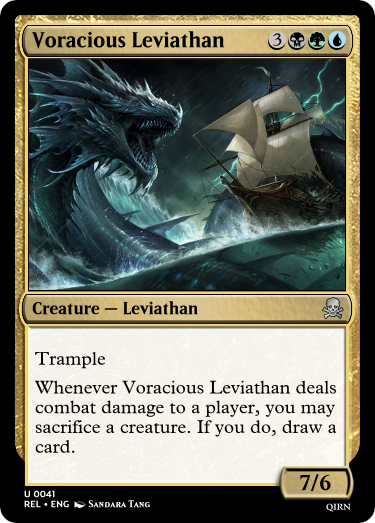 Voracious Leviathan 3
Creature — Leviathan
Trample
Whenever Voracious Leviathan deals
combat damage to a player, you may
sacrifice a creature. If you do, draw a
card.
7/6
U 0041
REL • ENG Sandara Tang
QIRN